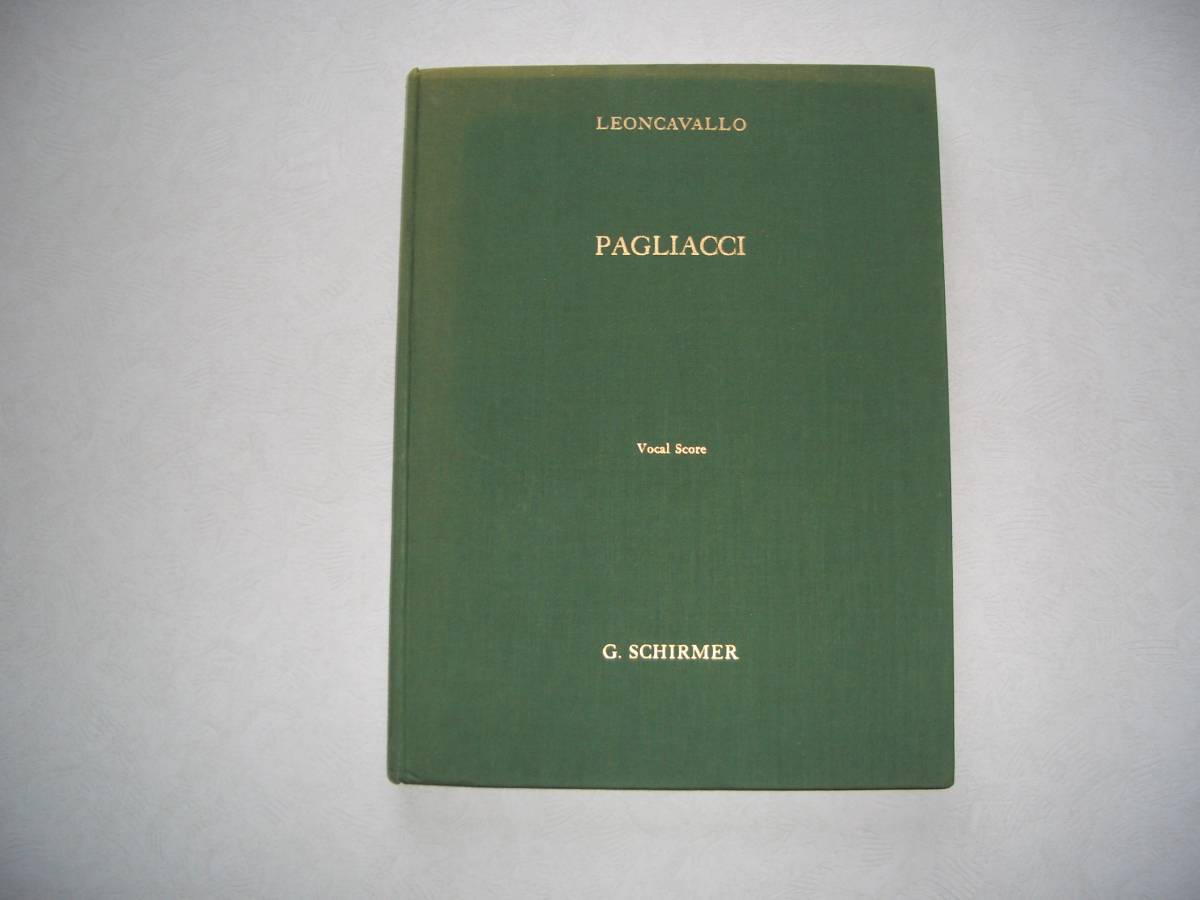 LEONCAVALLO
PAGLIACCI
Vocal Score
G. SCHIRMER